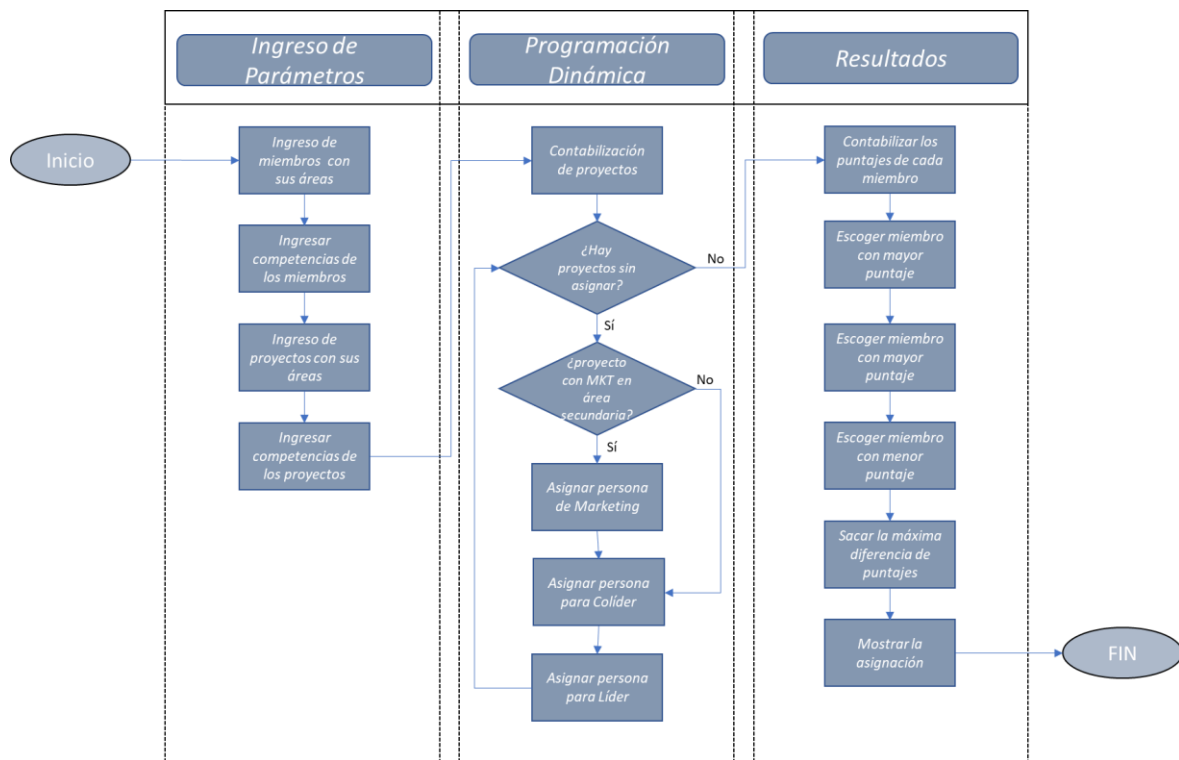 Ingreso de
Parámetros
Programación
Dinámica
Resultados
Inicio
Ingreso de
miembros con
sus áreas
Ingresar
competencias de
los miembros
Ingreso de
proyectos con sus
áreas
Ingresar
competencias de
los proyectos
Contabilización
de proyectos
¿Hay
proyectos sin
asignar?
No
Sí
¿proyecto
con MKT en
área
secundaria?
No
Sí
Asignar persona
de Marketing
Asignar persona
para Colíder
Asignar persona
para Líder
Contabilizar los
puntajes de cada
miembro
Escoger miembro
con mayor
puntaje
Escoger miembro
con mayor
puntaje
Escoger miembro
con menor
puntaje
Sacar la máxima
diferencia de
puntajes
Mostrar la
asignación
FIN